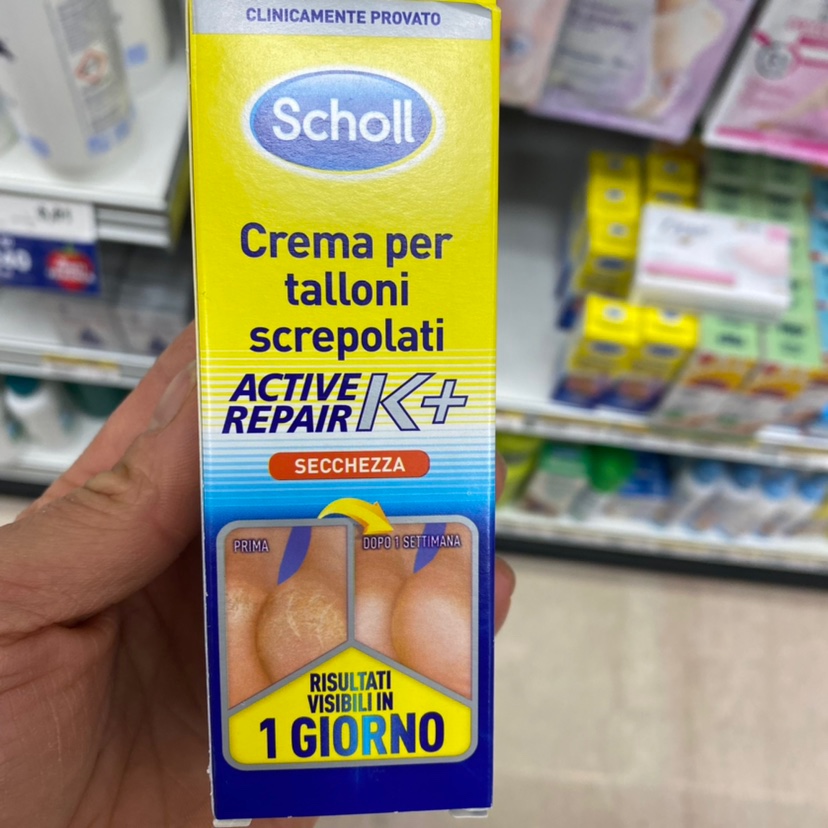 CLINICAMENTE PROVATO
Scholl
Crema per
talloni
screpolati
ACTIVE
REPAIR K+
SECCHEZZA
PRIMA
DOPO 1 SETTIMANA
RISULTATI
VISIBILI IN
1 GIORNO